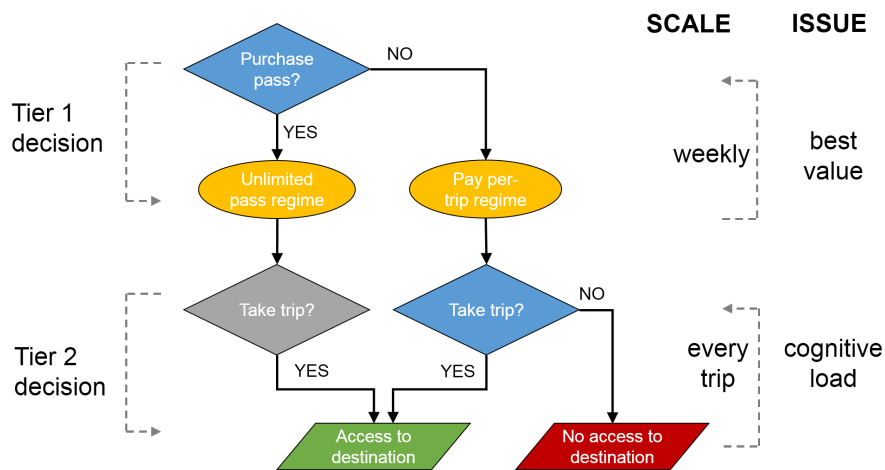 SCALE
ISSUE
Purchase
pass?
NO
Tier 1
decision
YES
weekly
best
value
Unlimited
pass regime
Pay per-
trip regime
Take trip?
Take trip?
NO
Tier 2
decision
YES
YES
every
trip
cognitive
load
Access to
destination
No access to
destination